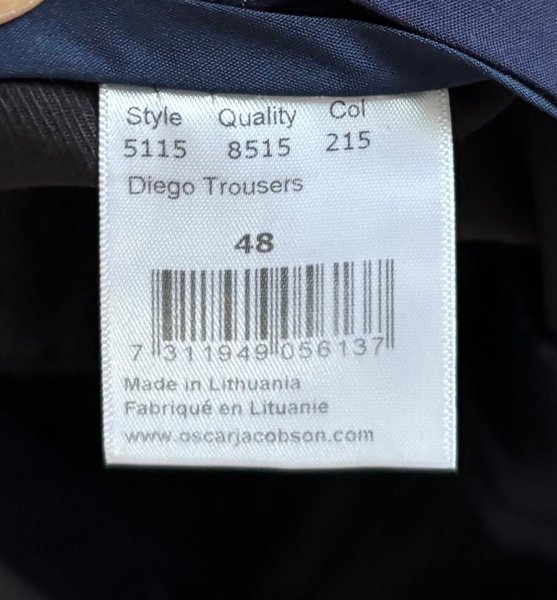 Style Quality Col
5115 8515 215
Diego Trousers
48
7 311949 056137
Made in Lithuania
Fabriqué en Lituanie
www.oscarjacobson.com